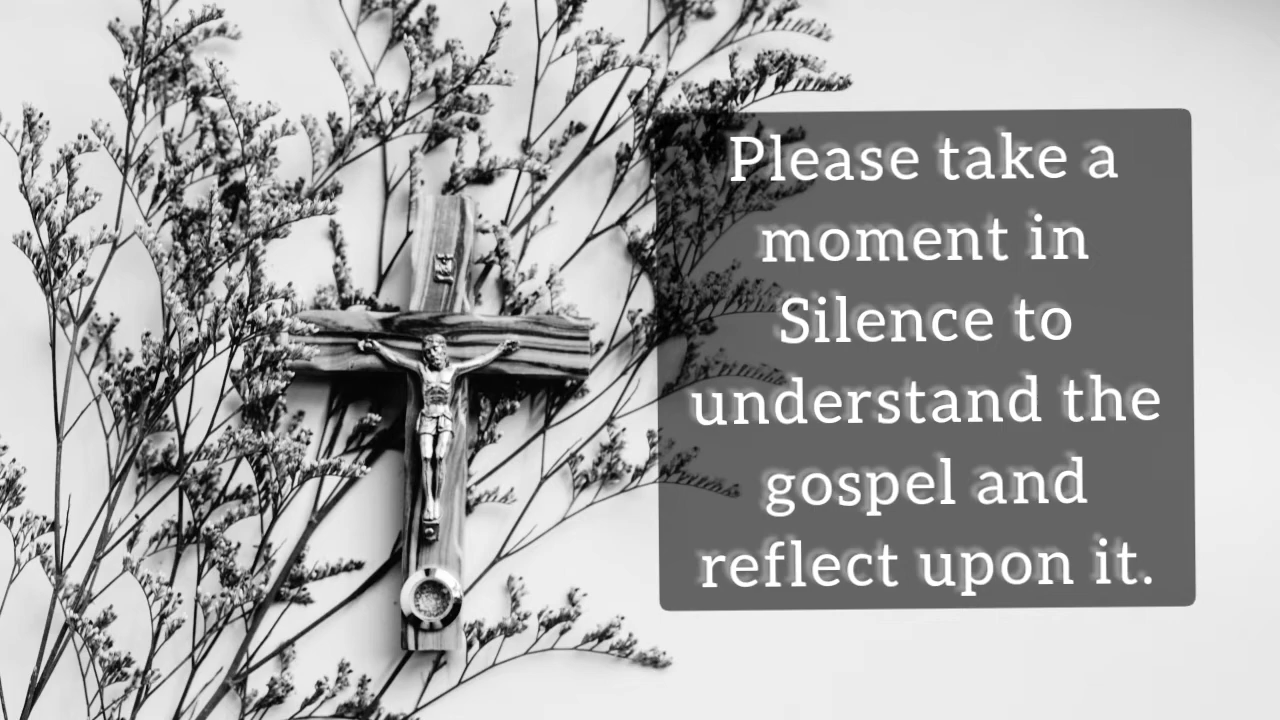 Please take a
moment in
Silence to
understand the
gospel and
reflect upon it.